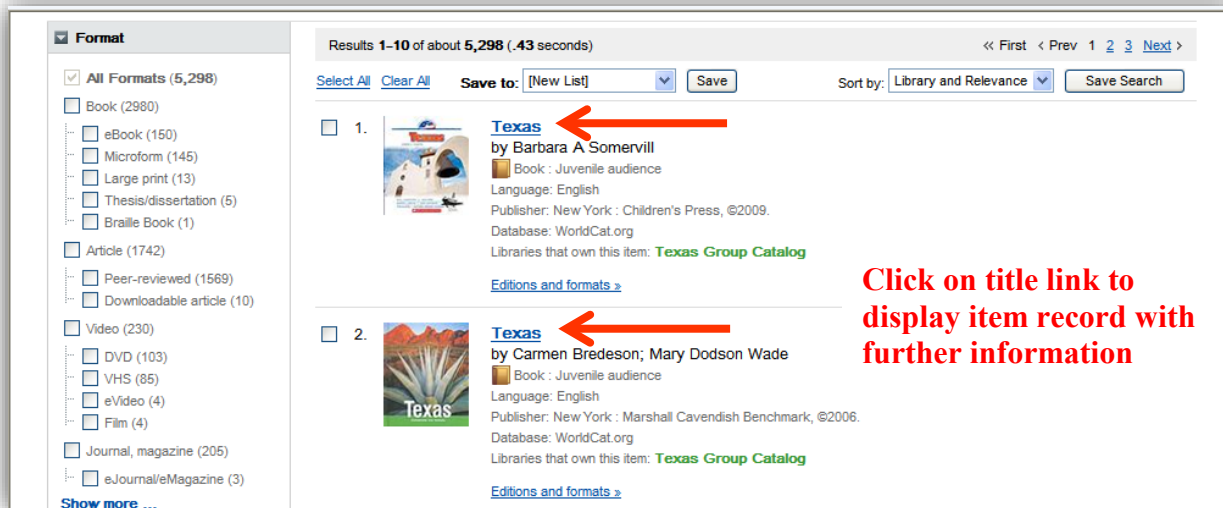 Format
All Formats (5,298)
Book (2980)
eBook (150)
Microform (145)
Large print (13)
Thesis/dissertation (5)
Braille Book (1)
Article (1742)
Peer-reviewed (1569)
Downloadable article (10)
Video (230)
DVD (103)
VHS (85)
eVideo (4)
Film (4)
Journal, magazine (205)
eJournal/eMagazine (3)
Show more ...
Results 1–10 of about 5,298 (.43 seconds) « First < Prev 1 2 3 Next >
Select All Clear All Save to: [New List] Save Sort by: Library and Relevance Save Search
1. Texas
Texas
by Barbara A Somervill
Book : Juvenile audience
Language: English
Publisher: New York : Children's Press, ©2009.
Database: WorldCat.org
Libraries that own this item: Texas Group Catalog
Editions and formats »
2. Texas
by Carmen Bredeson; Mary Dodson Wade
Book : Juvenile audience
Language: English
Texas
Publisher: New York : Marshall Cavendish Benchmark, ©2006.
Database: WorldCat.org
Libraries that own this item: Texas Group Catalog
Editions and formats »
Click on title link to
display item record with
further information